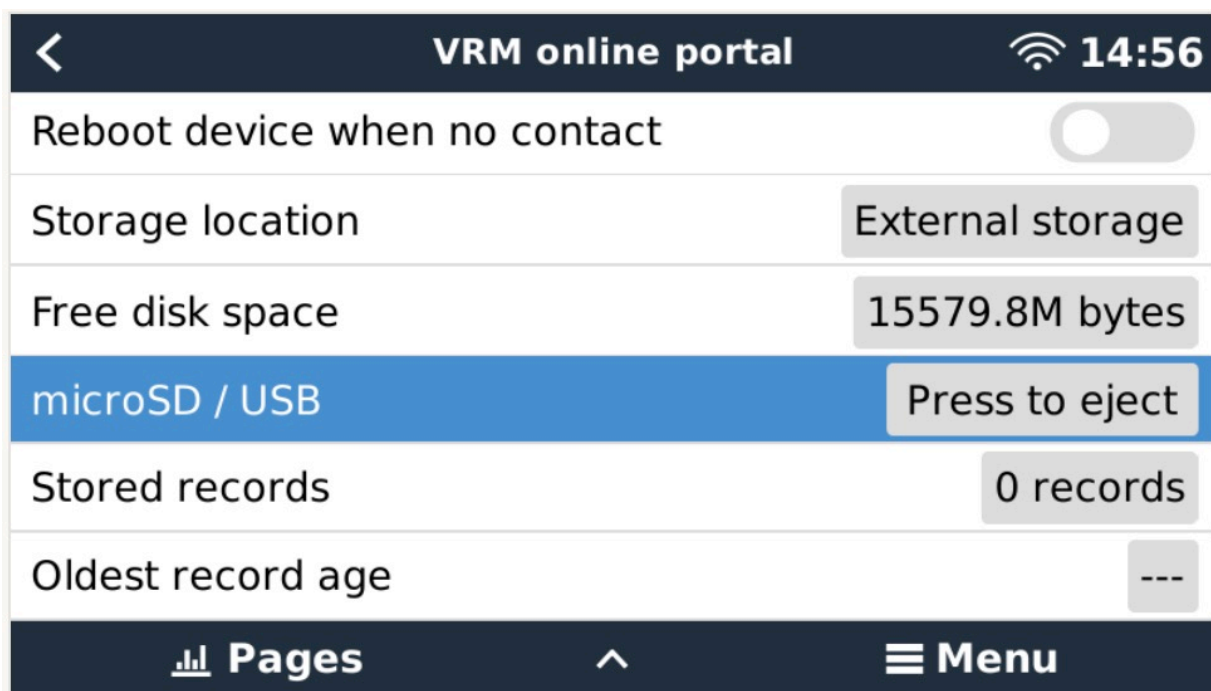 VRM online portal 14:56
Reboot device when no contact
Storage location External storage
Free disk space 15579.8M bytes
microSD / USB Press to eject
Stored records 0 records
Oldest record age ---
Pages Menu